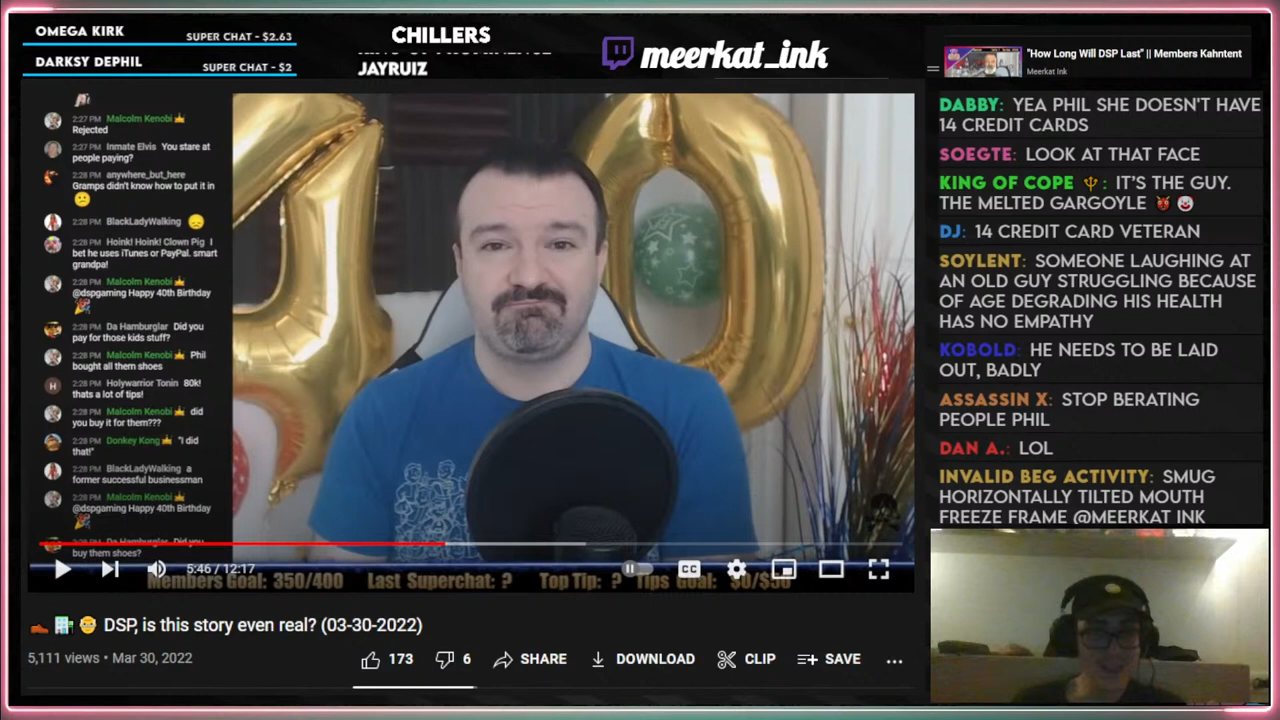 OMEGA KIRK
SUPER CHAT - $2.63
DARKSY DEPHIL
SUPER CHAT - $2
CHILLERS
JAYRUIZ
meerkat_ink
"How Long Will DSP Last" || Members Kahntent
Meerkat Ink
2:27 PM Malcolm Kenobi
Rejected
2:27 PM Inmate Elvis You stare at
people paying?
2:28 PM anywhere_but_here
Gramps didn't know how to put it in
2:28 PM BlackLadyWalking
2:28 PM Hoink! Hoink! Clown Pig I
bet he uses iTunes or PayPal. smart
grandpa!
2:28 PM Malcolm Kenobi
@dspgaming Happy 40th Birthday
2:28 PM Da Hamburglar Did you
pay for those kids stuff?
2:28 PM Malcolm Kenobi Phil
bought all them shoes
2:28 PM Holywarrior Tonin 80k!
thats a lot of tips!
2:28 PM Malcolm Kenobi did
you buy it for them???
2:28 PM Donkey Kong "I did
that!"
2:28 PM BlackLadyWalking a
former successful businessman
2:28 PM Malcolm Kenobi
@dspgaming Happy 40th Birthday
2:28 PM Da Hamburglar Did you
buy them shoes?
5:46 / 12:17
CC
Members Goal: 350/400 Last Superchat: ? Top Tip: ? Tips Goal: $0/$
DSP, is this story even real? (03-30-2022)
5,111 views • Mar 30, 2022
173
6
SHARE
DOWNLOAD
CLIP
SAVE
DABBY: YEA PHIL SHE DOESN'T HAVE
14 CREDIT CARDS
SOEGTE: LOOK AT THAT FACE
KING OF COPE : IT'S THE GUY.
THE MELTED GARGOYLE
DJ: 14 CREDIT CARD VETERAN
SOYLENT: SOMEONE LAUGHING AT
AN OLD GUY STRUGGLING BECAUSE
OF AGE DEGRADING HIS HEALTH
HAS NO EMPATHY
KOBOLD: HE NEEDS TO BE LAID
OUT, BADLY
ASSASSIN X: STOP BERATING
PEOPLE PHIL
DAN A.: LOL
INVALID BEG ACTIVITY: SMUG
HORIZONTALLY TILTED MOUTH
FREEZE FRAME @MEERKAT INK